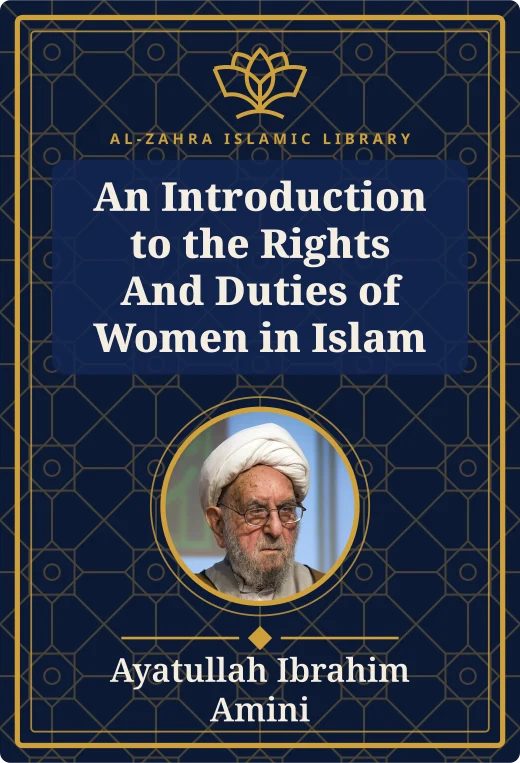 AL-ZAHRA ISLAMIC LIBRARY
An Introduction
to the Rights
And Duties of
Women in Islam
Ayatullah Ibrahim
Amini